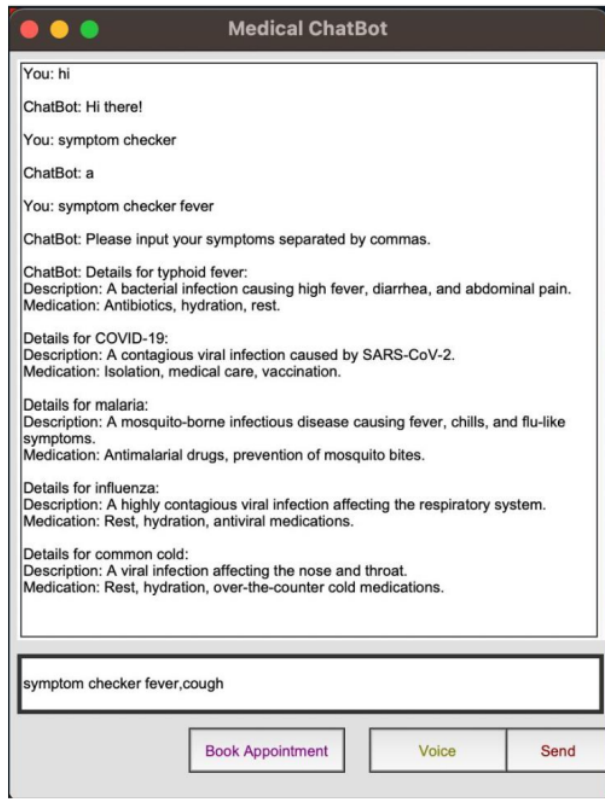 Medical ChatBot
You: hi
ChatBot: Hi there!
You: symptom checker
ChatBot: a
You: symptom checker fever
ChatBot: Please input your symptoms separated by commas.
ChatBot: Details for typhoid fever:
Description: A bacterial infection causing high fever, diarrhea, and abdominal pain.
Medication: Antibiotics, hydration, rest.
Details for COVID-19:
Description: A contagious viral infection caused by SARS-CoV-2.
Medication: Isolation, medical care, vaccination.
Details for malaria:
Description: A mosquito-borne infectious disease causing fever, chills, and flu-like
symptoms.
Medication: Antimalarial drugs, prevention of mosquito bites.
Details for influenza:
Description: A highly contagious viral infection affecting the respiratory system.
Medication: Rest, hydration, antiviral medications.
Details for common cold:
Description: A viral infection affecting the nose and throat.
Medication: Rest, hydration, over-the-counter cold medications.
symptom checker fever,cough
Book Appointment
Voice
Send